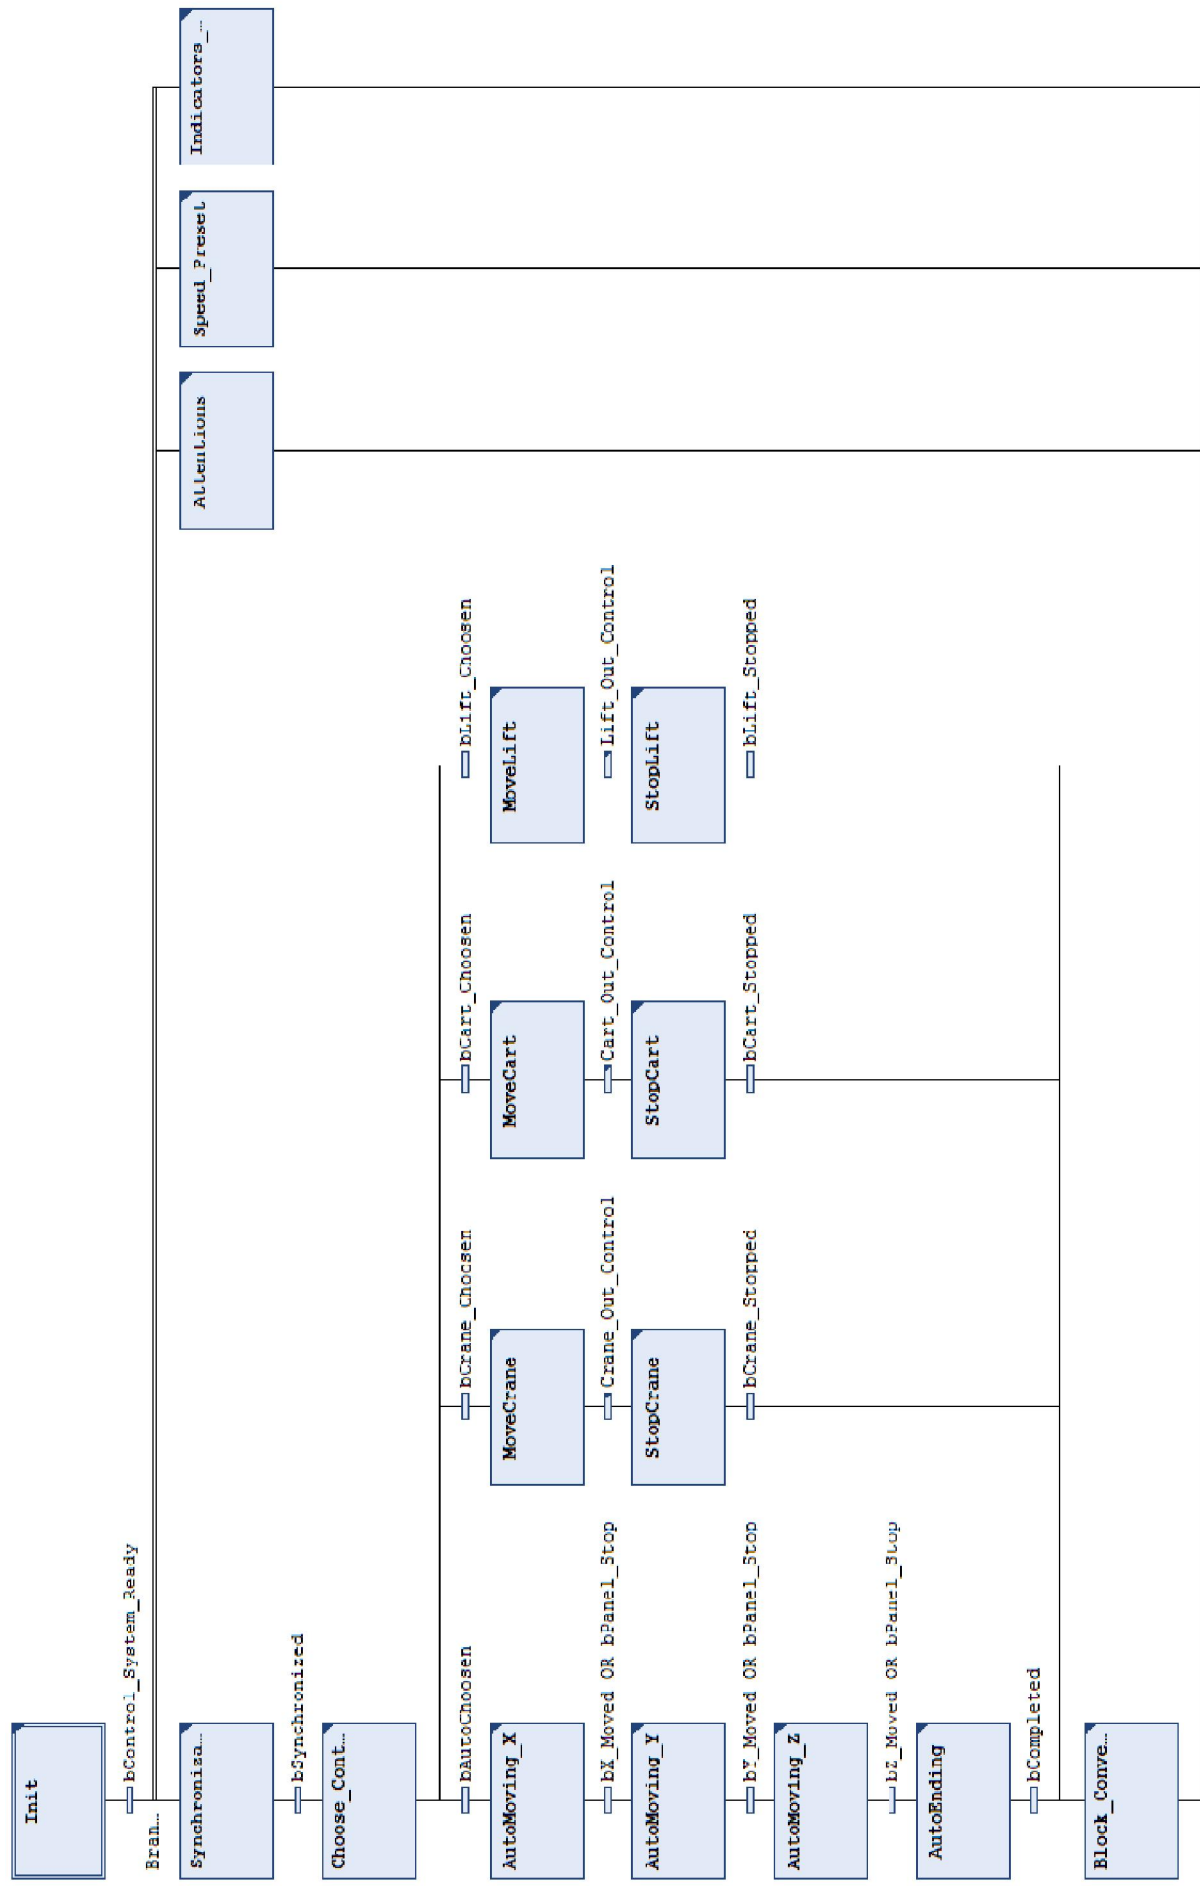 Init
bControl_System_Ready
Bran...
Synchroniza...
Attentions
Speed_Preset
Indicators_...
bSynchronized
Choose_Cont...
bAutoChoosen
bCrane_Choosen
bCart_Choosen
bLift_Choosen
AutoMoving_X
MoveCrane
MoveCart
MoveLift
bX_Moved OR bPanel_Stop
Crane_Out_Control
Cart_Out_Control
Lift_Out_Control
AutoMoving_Y
StopCrane
StopCart
StopLift
bY_Moved OR bPanel_Stop
bCrane_Stopped
bCart_Stopped
bLift_Stopped
AutoMoving_Z
bZ_Moved OR bPanel_Stop
AutoEnding
bCompleted
Block_Conve...